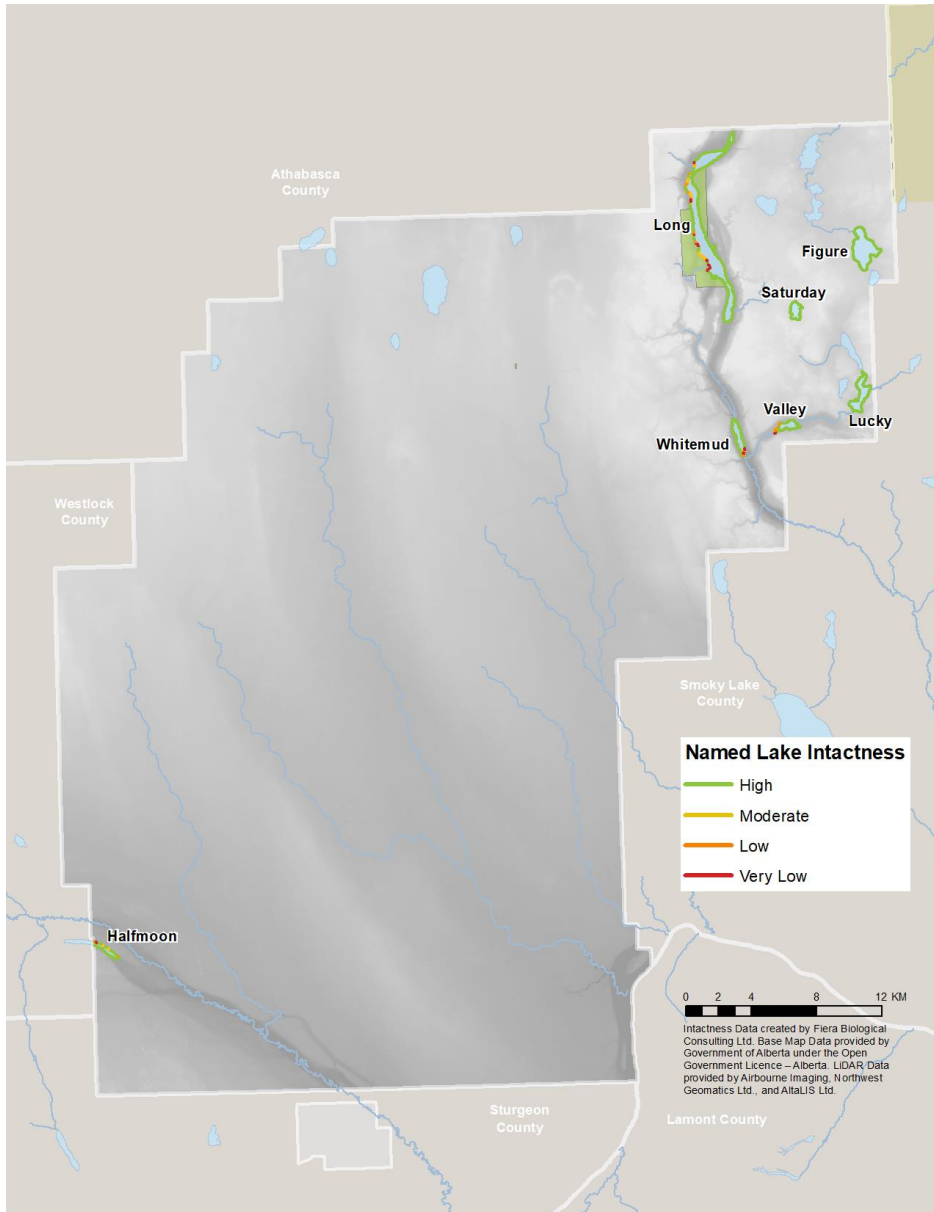 Athabasca
County
Long
Figure
Saturday
Valley
Lucky
Whitemud
Westlock
County
Smoky Lake
County
Named Lake Intactness
High
Moderate
Low
Very Low
Halfmoon
0 2 4 8 12 KM
Intactness Data created by Fiera Biological
Consulting Ltd. Base Map Data provided by
Government of Alberta under the Open
Government Licence – Alberta. LiDAR Data
provided by Airbourne Imaging, Northwest
Geomatics Ltd., and AltaLIS Ltd.
Sturgeon
County
Lamont County